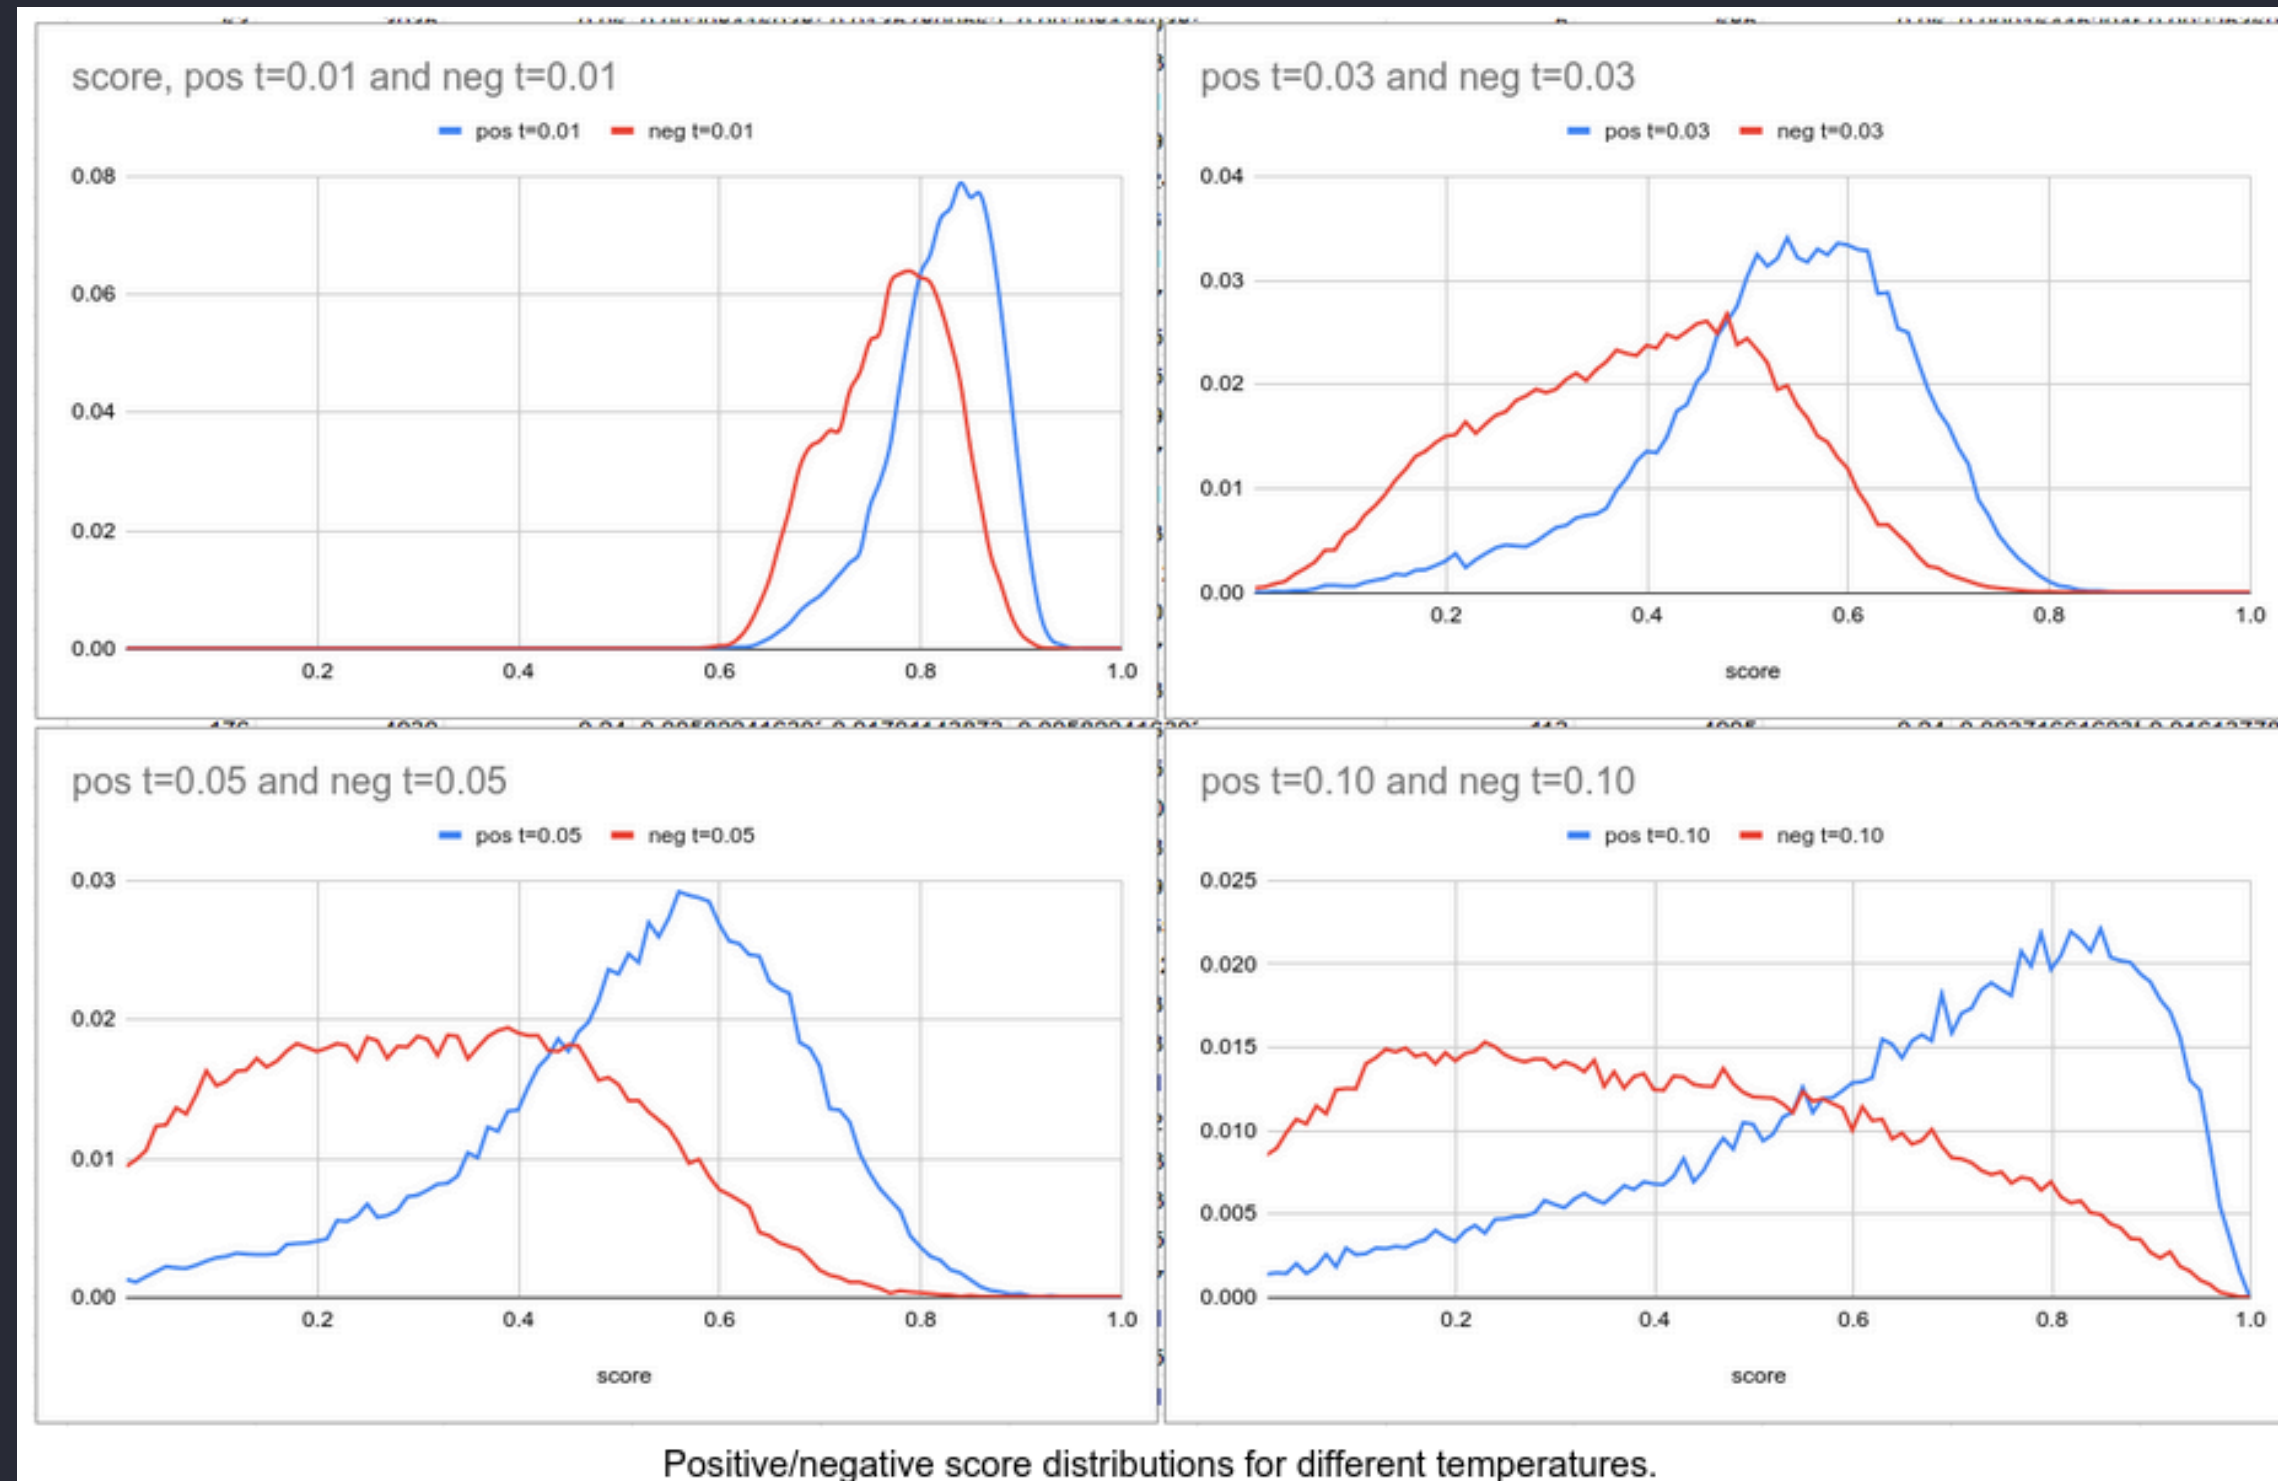 score, pos t=0.01 and neg t=0.01
pos t=0.01 neg t=0.01
0.08
0.06
0.04
0.02
0.00
0.2 0.4 0.6 0.8 1.0
pos t=0.03 and neg t=0.03
pos t=0.03 neg t=0.03
0.04
0.03
0.02
0.01
0.00
0.2 0.4 0.6 0.8 1.0
score
pos t=0.05 and neg t=0.05
pos t=0.05 neg t=0.05
0.03
0.02
0.01
0.00
0.2 0.4 0.6 0.8 1.0
score
pos t=0.10 and neg t=0.10
pos t=0.10 neg t=0.10
0.025
0.020
0.015
0.010
0.005
0.000
0.2 0.4 0.6 0.8 1.0
score
Positive/negative score distributions for different temperatures.